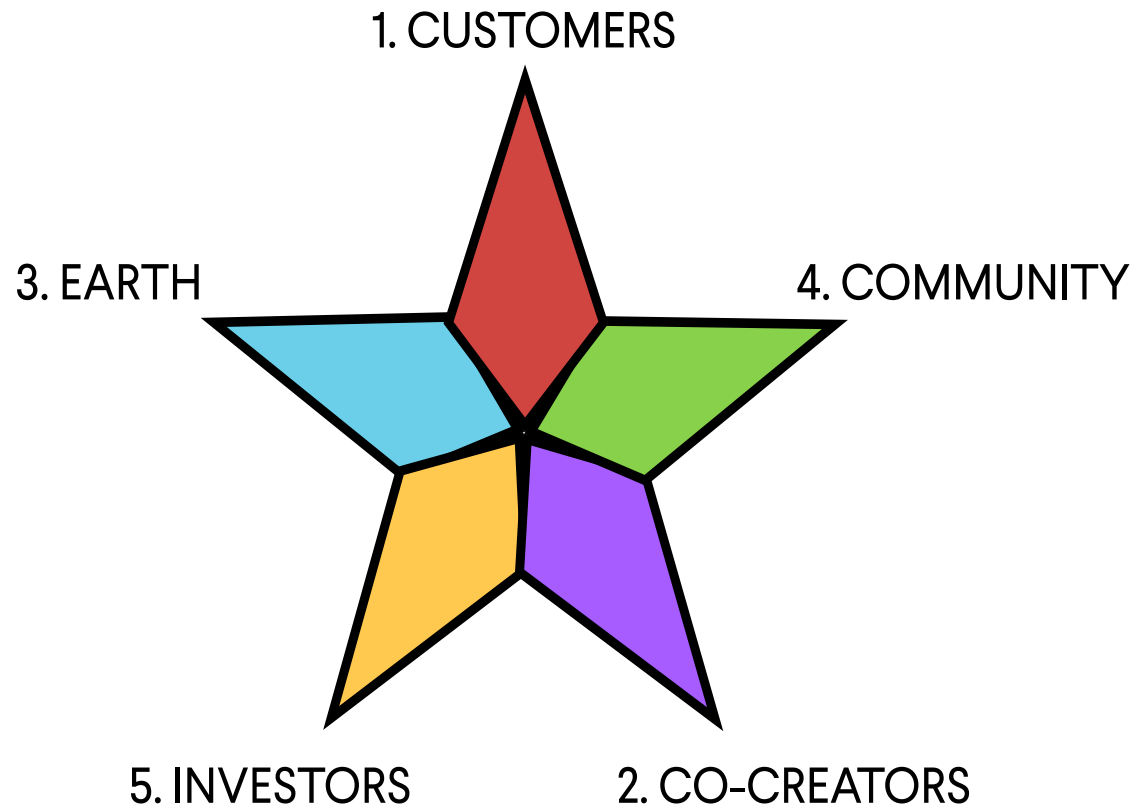 1. CUSTOMERS
3. EARTH
4. COMMUNITY
5. INVESTORS
2. CO-CREATORS